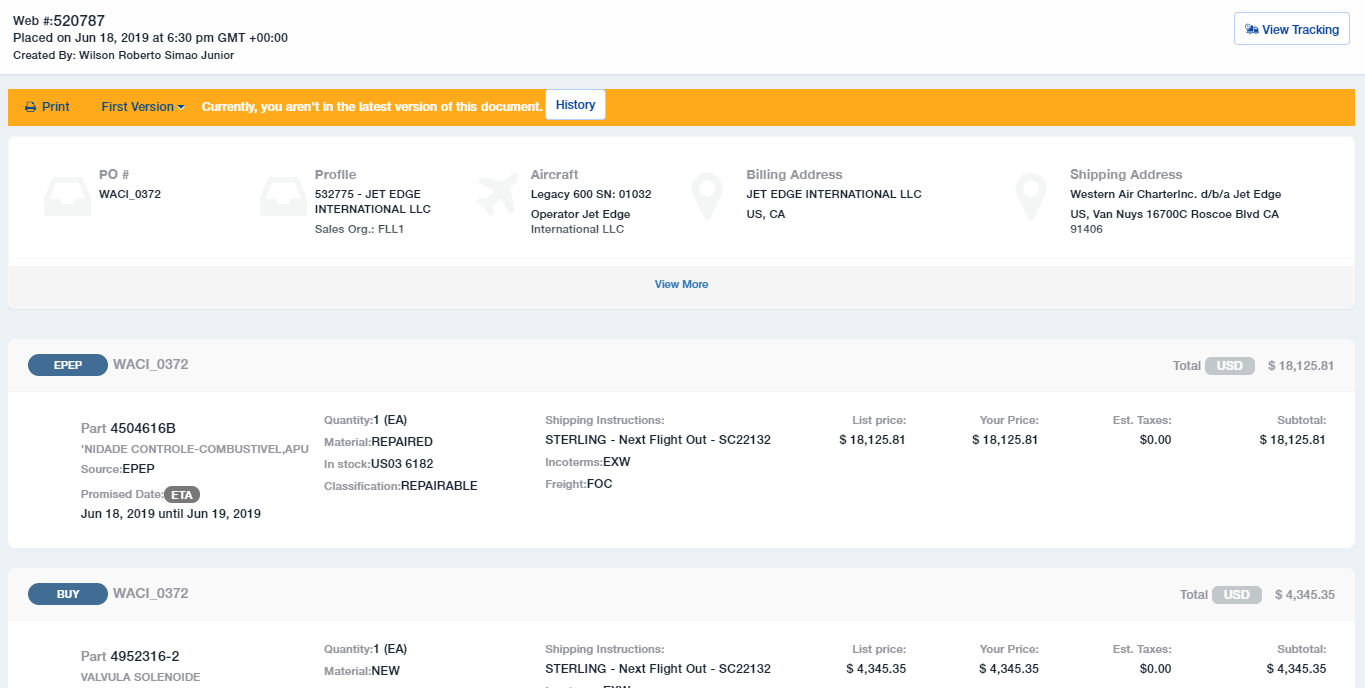 Web #:520787
Placed on Jun 18, 2019 at 6:30 pm GMT +00:00
Created By: Wilson Roberto Simao Junior
View Tracking
Print First Version Currently, you aren't in the latest version of this document. History
PO #
WACI_0372
Profile
532775 - JET EDGE
INTERNATIONAL LLC
Sales Org.: FLL1
Aircraft
Legacy 600 SN: 01032
Operator Jet Edge
International LLC
Billing Address
JET EDGE INTERNATIONAL LLC
US, CA
Shipping Address
Western Air CharterInc. d/b/a Jet Edge
US, Van Nuys 16700C Roscoe Blvd CA
91406
View More
EPEP WACI_0372 Total USD $ 18,125.81
Part 4504616B
'NIDADE CONTROLE-COMBUSTIVEL,APU
Source:EPEP
Promised Date:ETA
Jun 18, 2019 until Jun 19, 2019
Quantity:1 (EA)
Material:REPAIRED
In stock:US03 6182
Classification:REPAIRABLE
Shipping Instructions:
STERLING - Next Flight Out - SC22132
Incoterms:EXW
Freight:FOC
List price:
$ 18,125.81
Your Price:
$ 18,125.81
Est. Taxes:
$0.00
Subtotal:
$ 18,125.81
BUY WACI_0372 Total USD $ 4,345.35
Part 4952316-2
VALVULA SOLENOIDE
Quantity:1 (EA)
Material:NEW
Shipping Instructions:
STERLING - Next Flight Out - SC22132
List price:
$ 4,345.35
Your Price:
$ 4,345.35
Est. Taxes:
$0.00
Subtotal:
$ 4,345.35